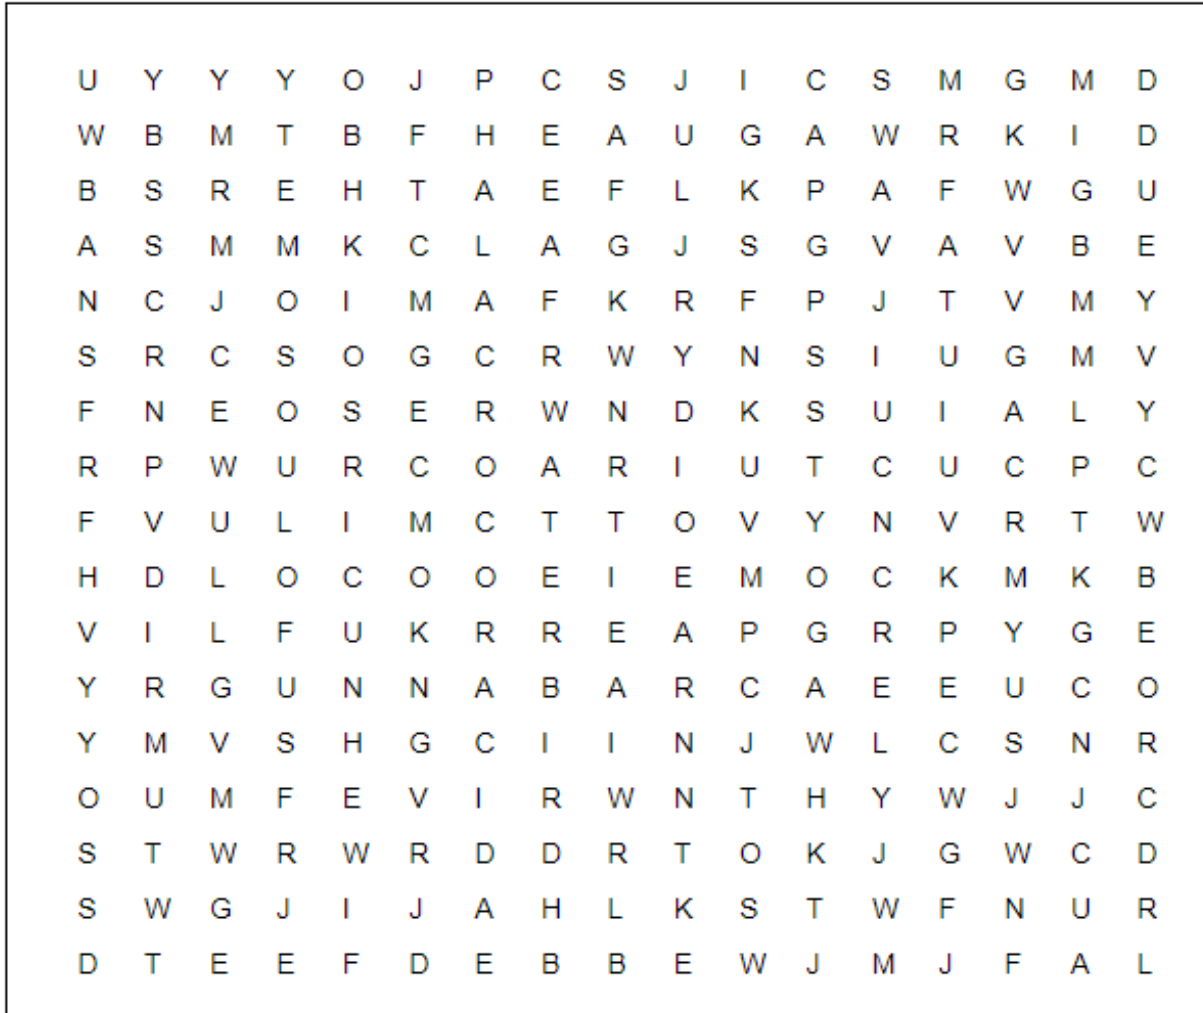 U Y Y Y O J P C S J I C S M G M D
W B M T B F H E A U G A W R K I D
B S R E H T A E F L K P A F W G U
A S M M K C L A G J S G V A V B E
N C J O I M A F K R F P J T V M Y
S R C S O G C R W Y N S I U G M V
F N E O S E R W N D K S U I A L Y
R P W U R C O A R I U T C U C P C
F V U L I M C T T O V Y N V R T W
H D L O C O O E I E M O C K M K B
V I L F U K R R E A P G R P Y G E
Y R G U N N A B A R C A E E U C O
Y M V S H G C I I N J W L C S N R
O U M F E V I R W N T H Y W J J C
S T W R W R D D R T O K J G W C D
S W G J I J A H L K S T W F N U R
D T E E F D E B B E W J M J F A L